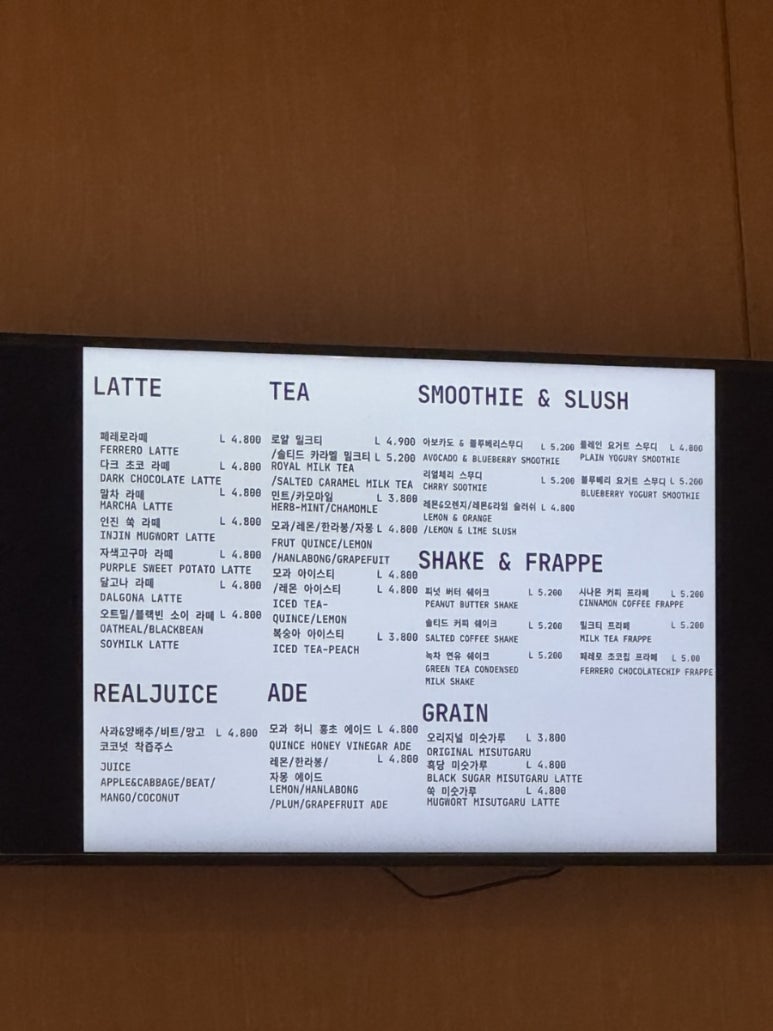 LATTE
페레로라떼 L 4.800
FERRERO LATTE
다크 초코 라떼 L 4.800
DARK CHOCOLATE LATTE
말차 라떼 L 4.800
MARCHA LATTE
인진 쑥 라떼 L 4.800
INJIN MUGWORT LATTE
자색고구마 라떼 L 4.800
PURPLE SWEET POTATO LATTE
달고나 라떼 L 4.800
DALGONA LATTE
오트밀/블랙빈 소이 라떼 L 4.800
OATMEAL/BLACKBEAN
SOYMILK LATTE
REALJUICE
사과&양배추/비트/망고 L 4.800
코코넛 착즙주스
JUICE
APPLE&CABBAGE/BEAT/
MANGO/COCONUT
TEA
로얄 밀크티 L 4.900
/솔티드 카라멜 밀크티 L 5.200
ROYAL MILK TEA
/SALTED CARAMEL MILK TEA
민트/카모마일 L 3.800
HERB-MINT/CHAMOMLE
모과/레몬/한라봉/자몽 L 4.800
FRUT QUINCE/LEMON
/HANLABONG/GRAPEFUIT
모과 아이스티 L 4.800
/레몬 아이스티 L 4.800
ICED TEA-
QUINCE/LEMON
복숭아 아이스티 L 3.800
ICED TEA-PEACH
ADE
모과 허니 홍초 에이드 L 4.800
QUINCE HONEY VINEGAR ADE
레몬/한라봉/ L 4.800
자몽 에이드
LEMON/HANLABONG
/PLUM/GRAPEFRUIT ADE
SMOOTHIE & SLUSH
아보카도 & 블루베리스무디 L 5.200
AVOCADO & BLUEBERRY SMOOTHIE
리얼체리 스무디 L 5.200
CHRRY SOOTHIE
레몬&오렌지/레몬&라임 슬러쉬 L 4.800
LEMON & ORANGE
/LEMON & LIME SLUSH
플레인 요거트 스무디 L 4.800
PLAIN YOGURY SMOOTHIE
블루베리 요거트 스무디 L 5.200
BLUEBERRY YOGURT SMOOTHIE
SHAKE & FRAPPE
피넛 버터 쉐이크 L 5.200
PEANUT BUTTER SHAKE
솔티드 커피 쉐이크 L 5.200
SALTED COFFEE SHAKE
녹차 연유 쉐이크 L 5.200
GREEN TEA CONDENSED
MILK SHAKE
시나몬 커피 프라페 L 5.200
CINNAMON COFFEE FRAPPE
밀크티 프라페 L 5.200
MILK TEA FRAPPE
페레로 초코칩 프라페 L 5.00
FERRERO CHOCOLATECHIP FRAPPE
GRAIN
오리지널 미숫가루 L 3.800
ORIGINAL MISUTGARU
흑당 미숫가루 L 4.800
BLACK SUGAR MISUTGARU LATTE
쑥 미숫가루 L 4.800
MUGWORT MISUTGARU LATTE